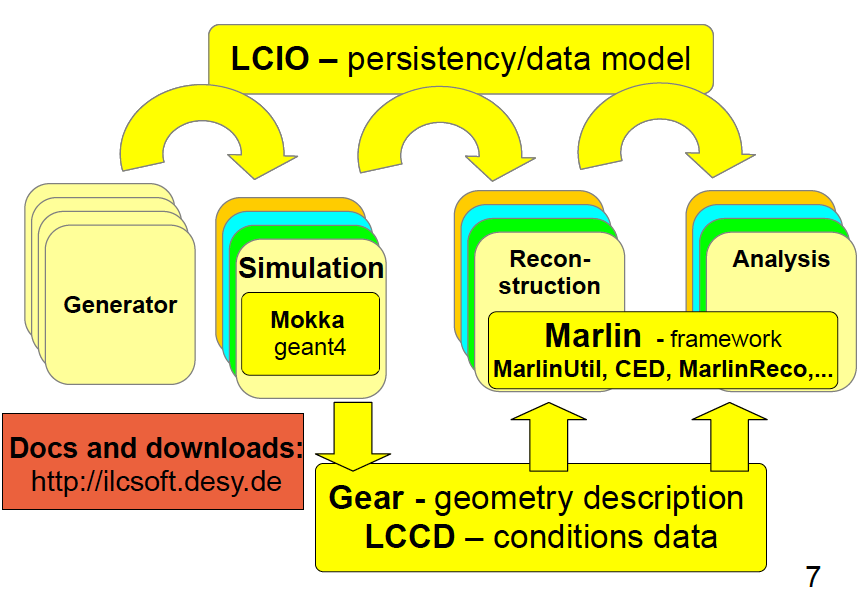 LCIO – persistency/data model
Generator
Simulation
Mokka
geant4
Recon-
struction
Analysis
Marlin - framework
MarlinUtil, CED, MarlinReco,...
Docs and downloads:
http://ilcsoft.desy.de
Gear - geometry description
LCCD – conditions data
7